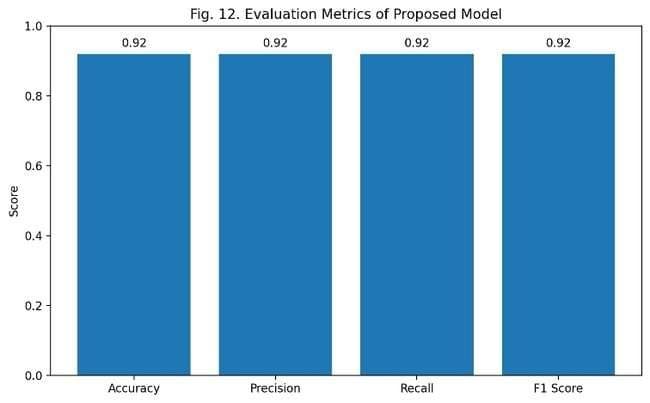 Fig. 12. Evaluation Metrics of Proposed Model
1.0
0.92 0.92 0.92 0.92
0.8
0.6
Score
0.4
0.2
0.0
Accuracy Precision Recall F1 Score